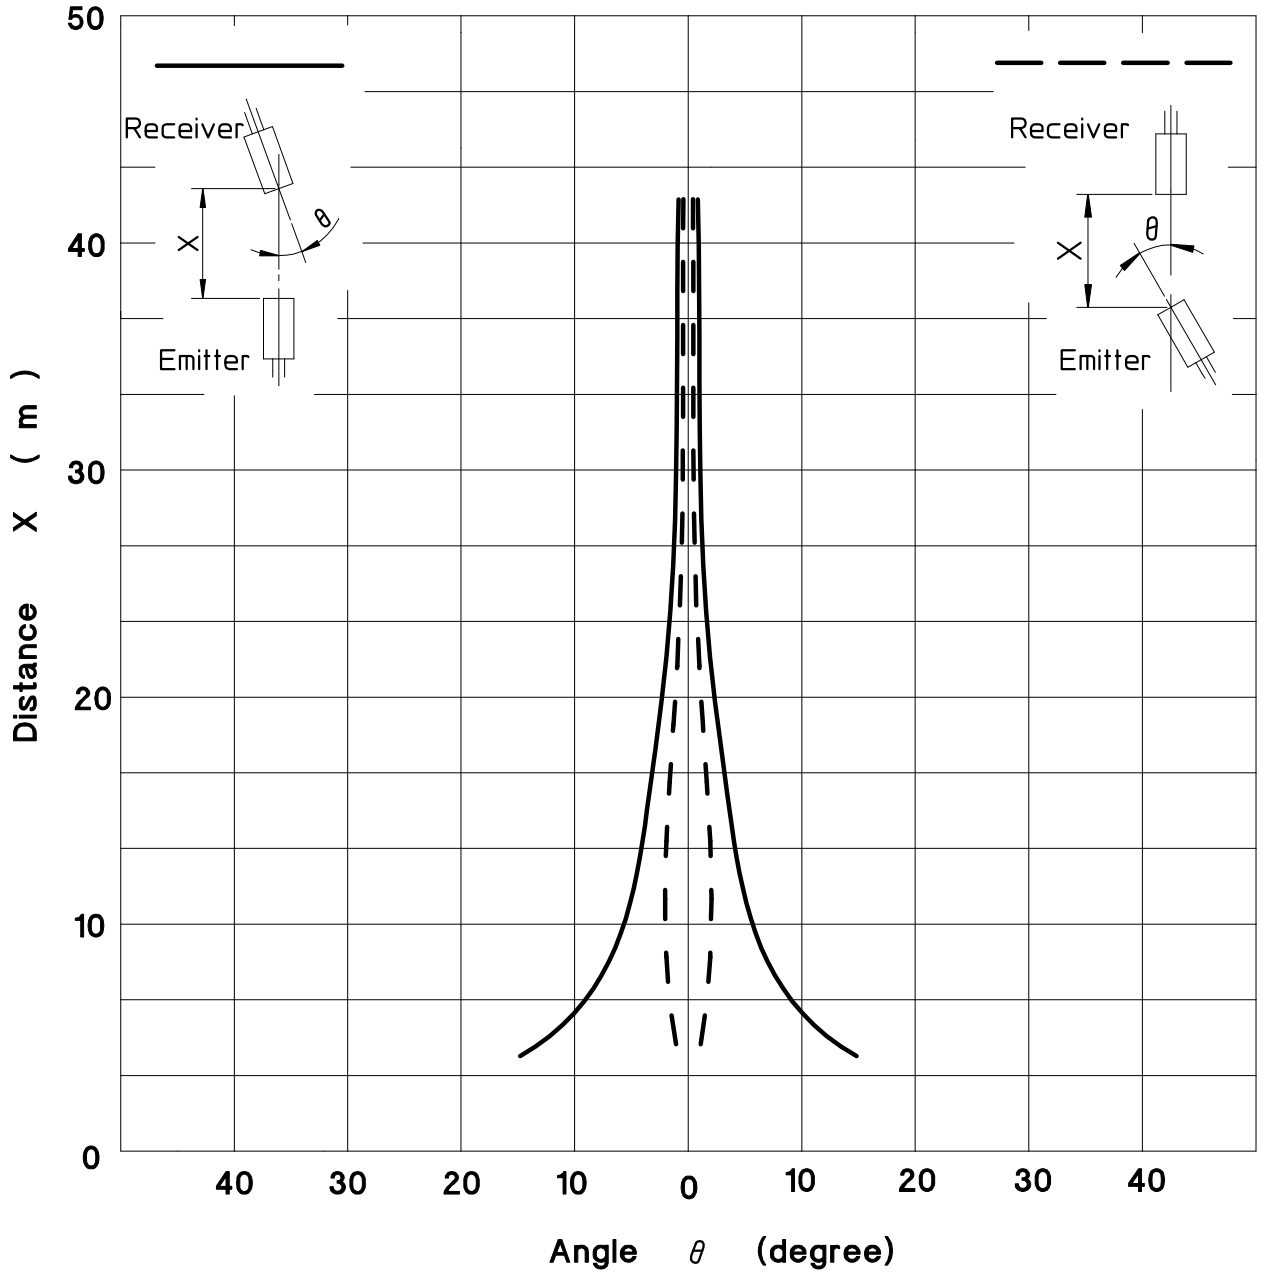 50
Receiver
θ
X
Emitter
Receiver
θ
X
Emitter
40
30
20
10
0
Distance X ( m )
40 30 20 10 0 10 20 30 40
Angle θ (degree)